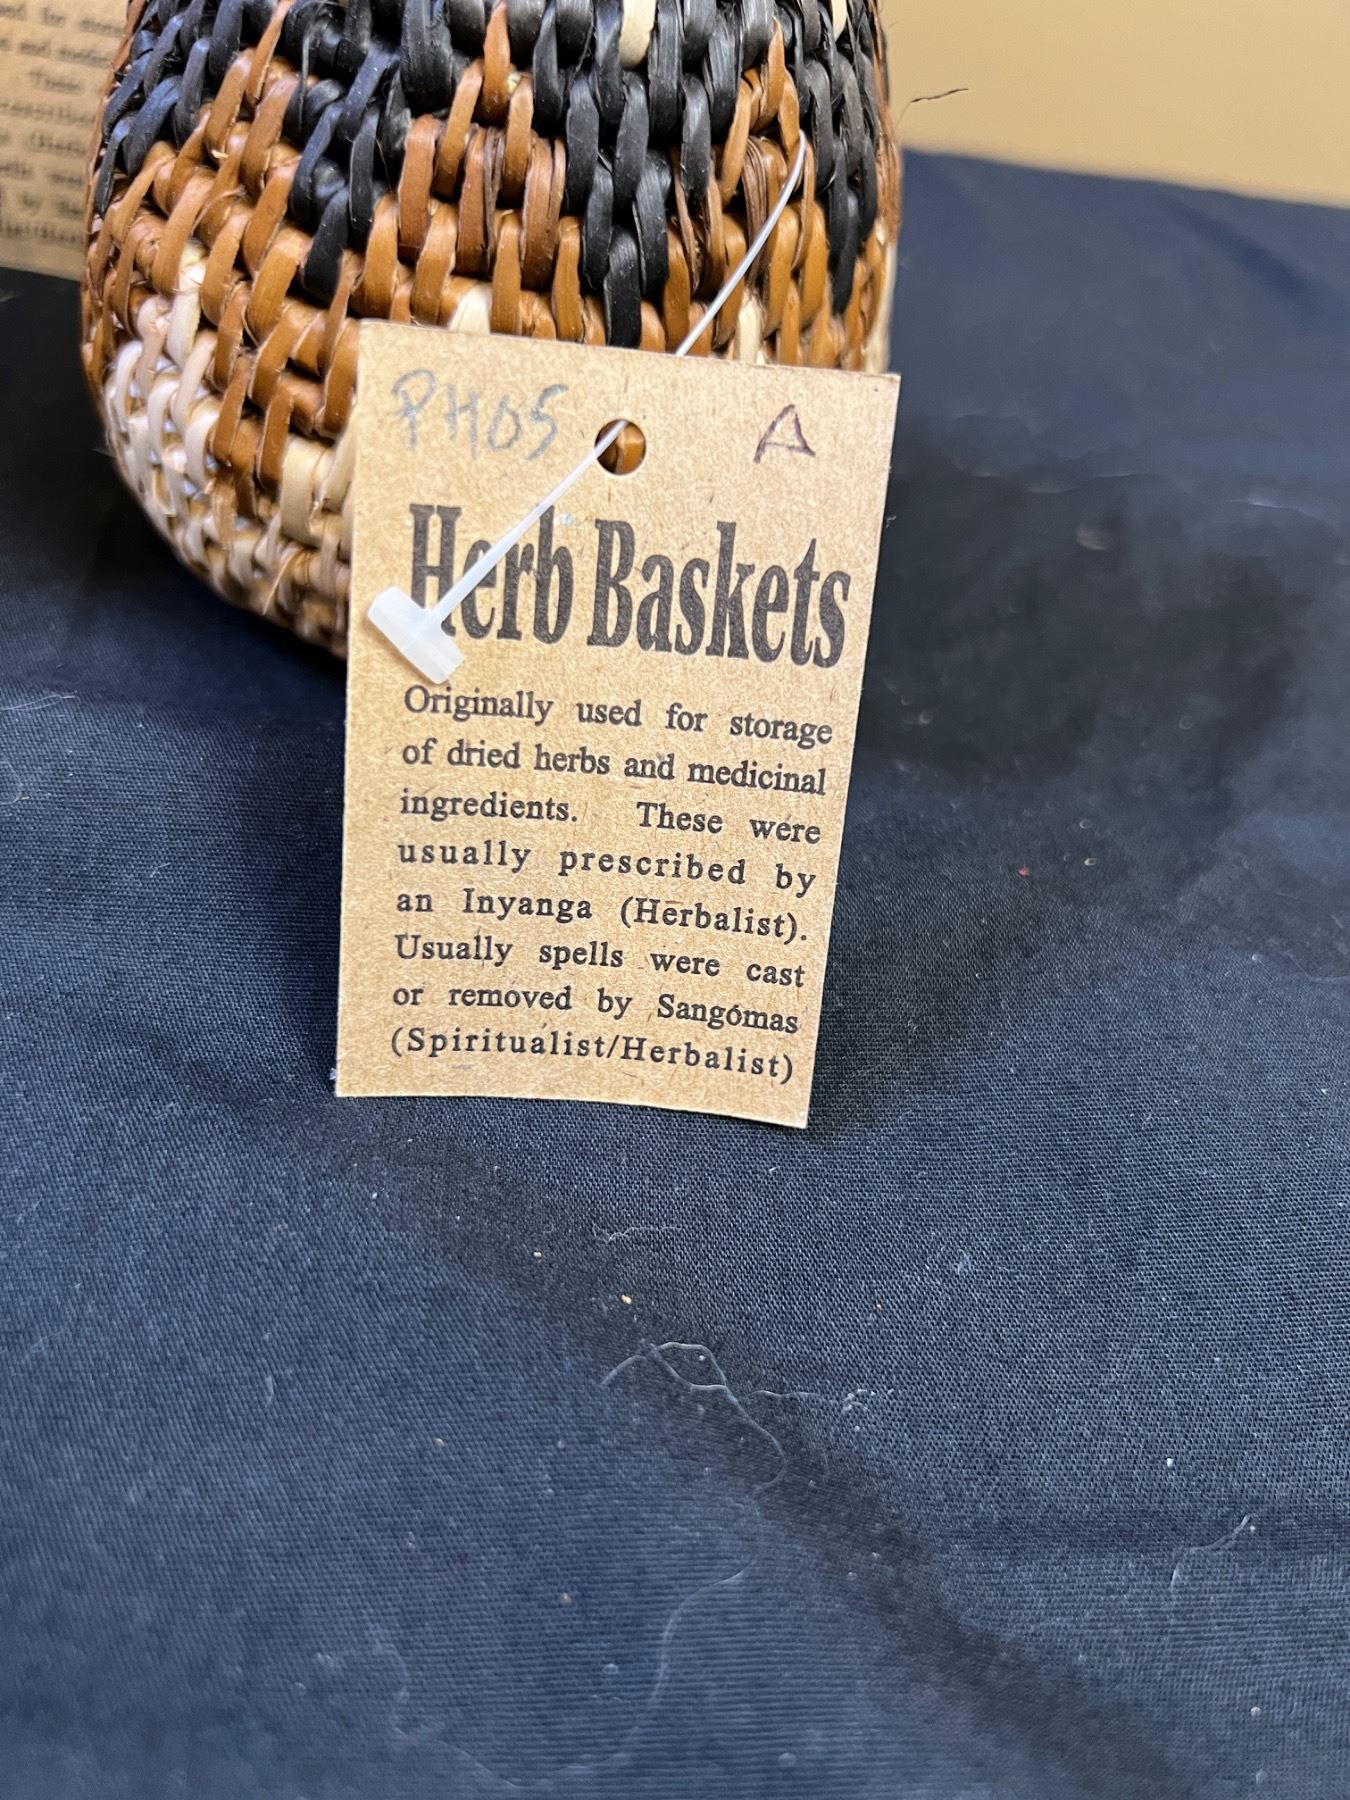 PH05 A
Herb Baskets
Originally used for storage
of dried herbs and medicinal
ingredients. These were
usually prescribed by
an Inyanga (Herbalist).
Usually spells were cast
or removed by Sangomas
(Spiritualist/Herbalist)